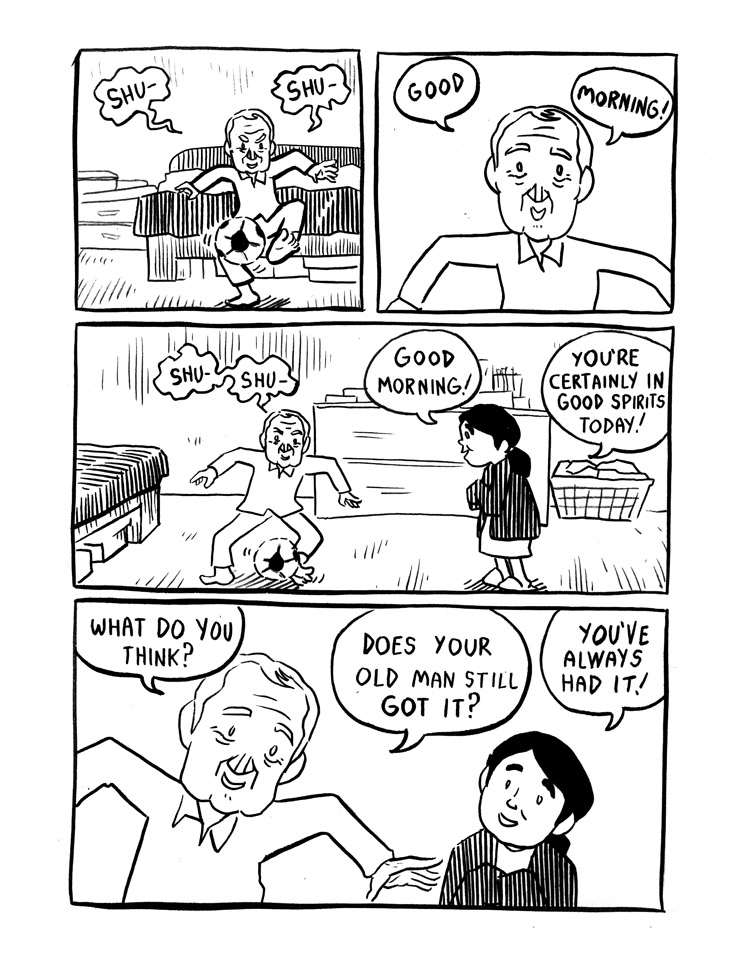 SHU-
SHU-
GOOD
MORNING!
SHU-
SHU-
GOOD
MORNING!
YOU'RE
CERTAINLY IN
GOOD SPIRITS
TODAY!
WHAT DO YOU
THINK?
DOES YOUR
OLD MAN STILL
GOT IT?
YOU'VE
ALWAYS
HAD IT!